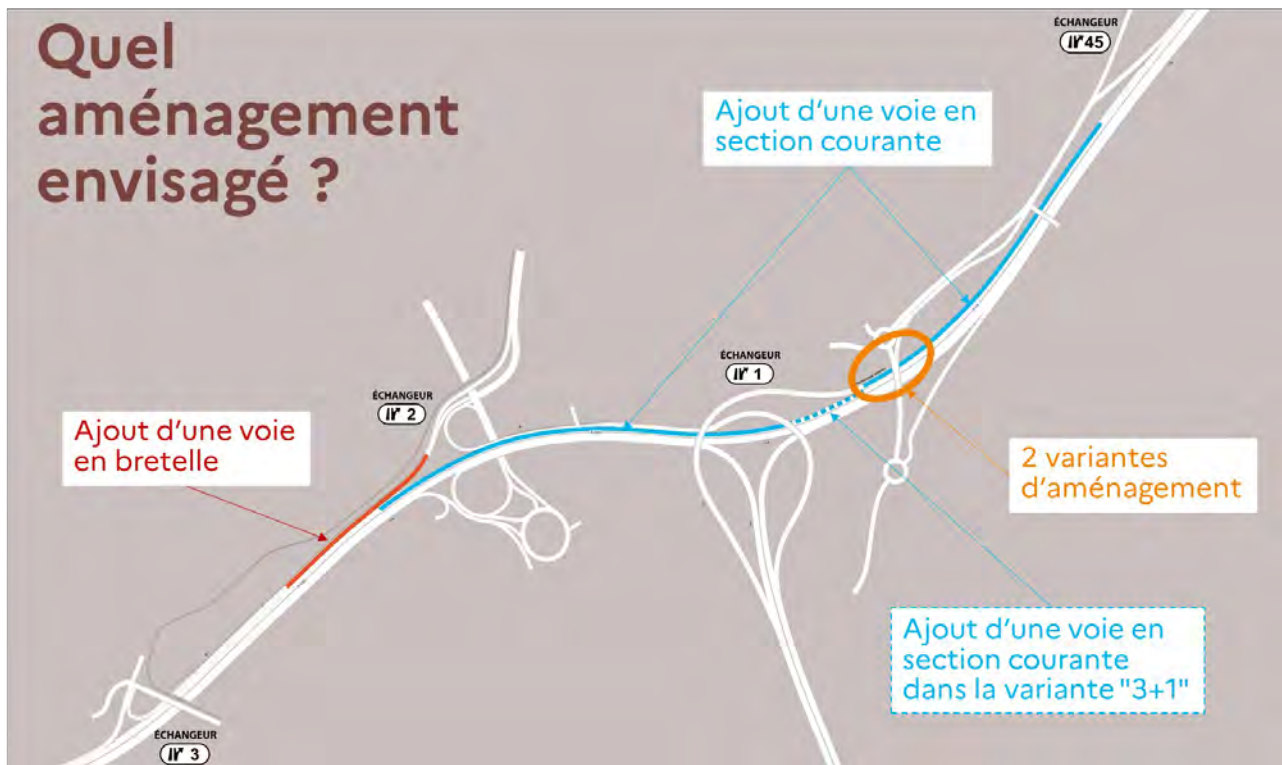 Quel
aménagement
envisagé ?
ÉCHANGEUR
45
Ajout d'une voie en
section courante
ÉCHANGEUR
1
ÉCHANGEUR
2
Ajout d'une voie
en bretelle
2 variantes
d'aménagement
Ajout d'une voie en
section courante
dans la variante "3+1"
ÉCHANGEUR
3